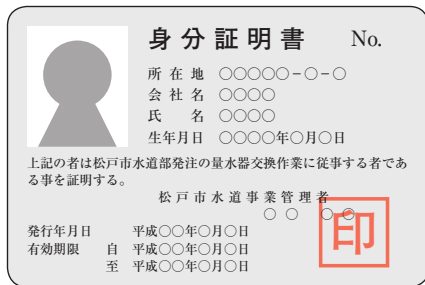 身分証明書 No.
所在地 ○○○○○−○−○
会社名 ○○○○
氏名 ○○○○
生年月日 ○○○○年○月○日
上記の者は松戸市水道部発注の量水器交換作業に従事する者であ
る事を証明する。
松戸市水道事業管理者
○○○○
発行年月日 平成○○年○月○日
有効期限 自 平成○○年○月○日
至 平成○○年○月○日
印